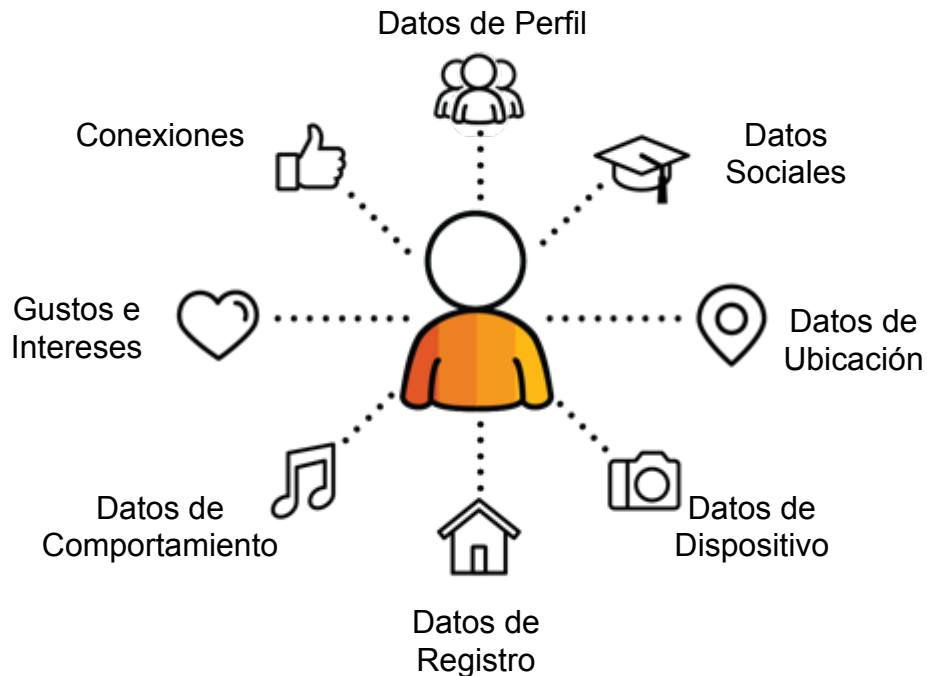 Datos de Perfil
Conexiones
Datos
Sociales
Gustos e
Intereses
Datos de
Ubicación
Datos de
Comportamiento
Datos de
Dispositivo
Datos de
Registro